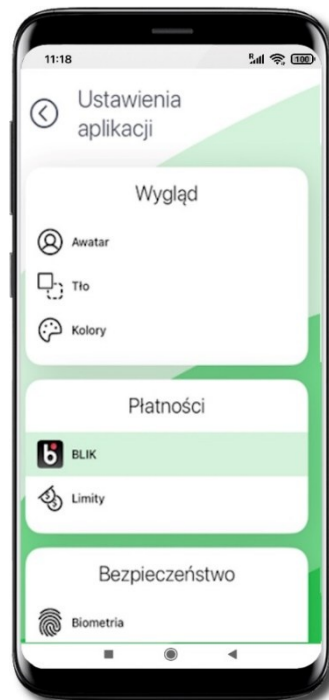 11:18
100
Ustawienia
aplikacji
Wygląd
Awatar
Tło
Kolory
Płatności
BLIK
Limity
Bezpieczeństwo
Biometria